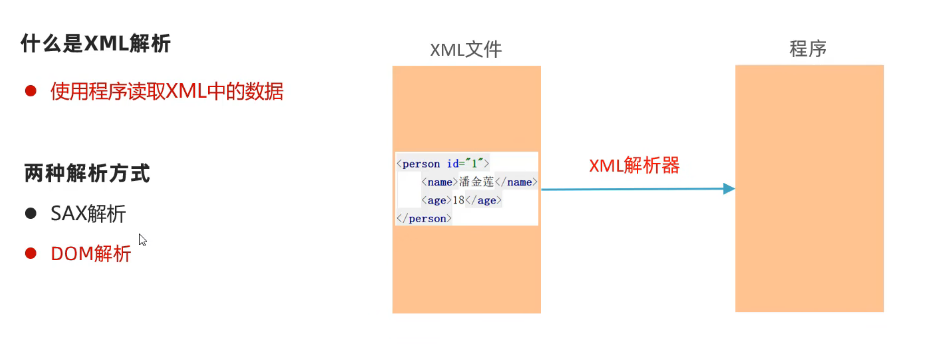 什么是XML解析
使用程序读取XML中的数据
两种解析方式
SAX解析
DOM解析
XML文件
<person id="1">
<name>潘金莲</name>
<age>18</age>
</person>
XML解析器
程序